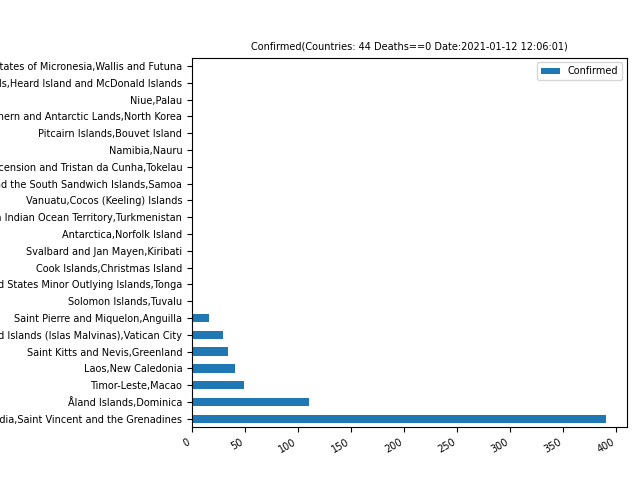 Confirmed(Countries: 44 Deaths==0 Date:2021-01-12 12:06:01)
Confirmed
tates of Micronesia,Wallis and Futuna
s,Heard Island and McDonald Islands
Niue,Palau
hern and Antarctic Lands,North Korea
Pitcairn Islands,Bouvet Island
Namibia,Nauru
cension and Tristan da Cunha,Tokelau
d the South Sandwich Islands,Samoa
Vanuatu,Cocos (Keeling) Islands
Indian Ocean Territory,Turkmenistan
Antarctica,Norfolk Island
Svalbard and Jan Mayen,Kiribati
Cook Islands,Christmas Island
d States Minor Outlying Islands,Tonga
Solomon Islands,Tuvalu
Saint Pierre and Miquelon,Anguilla
d Islands (Islas Malvinas),Vatican City
Saint Kitts and Nevis,Greenland
Laos,New Caledonia
Timor-Leste,Macao
Åland Islands,Dominica
dia,Saint Vincent and the Grenadines
0 50 100 150 200 250 300 350 400